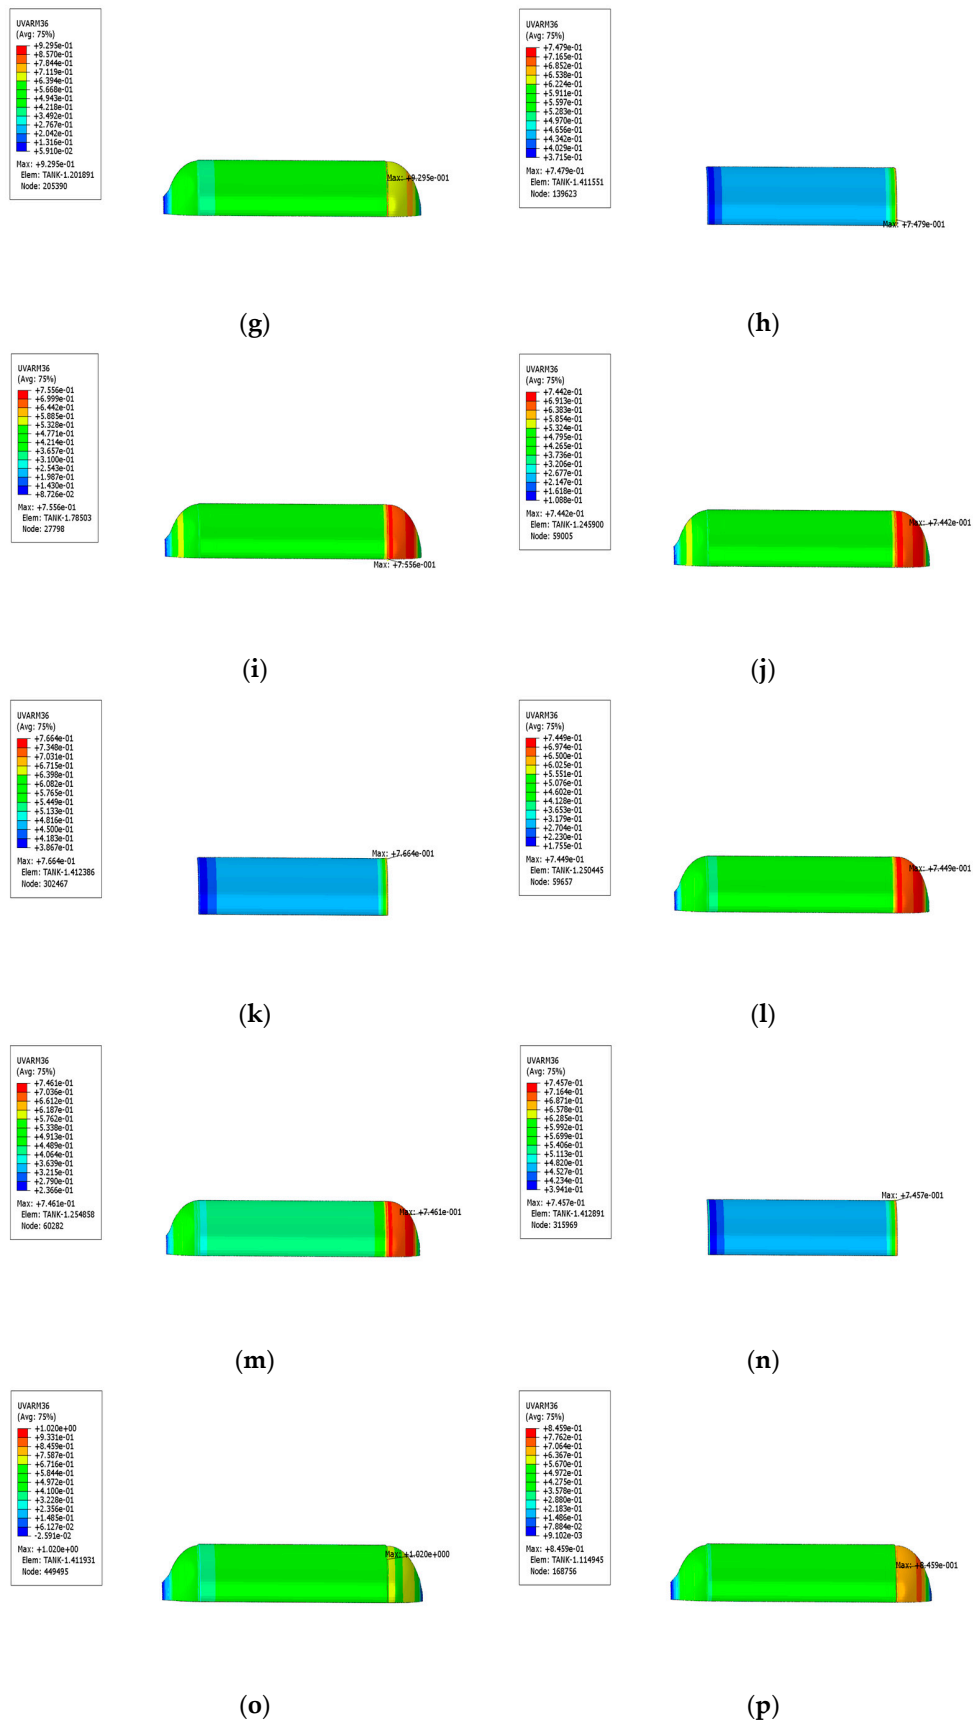 UVARM36
(Avg: 75%)
+9.295e-01
+8.570e-01
+7.844e-01
+7.119e-01
+6.394e-01
+5.668e-01
+4.943e-01
+4.218e-01
+3.492e-01
+2.767e-01
+2.042e-01
+1.316e-01
+5.910e-02
Max: +9.295e-01
Elem: TANK-1.201891
Node: 205390
Max: +9.295e-001
(g)
UVARM36
(Avg: 75%)
+7.479e-01
+7.165e-01
+6.852e-01
+6.538e-01
+6.224e-01
+5.911e-01
+5.597e-01
+5.283e-01
+4.970e-01
+4.656e-01
+4.342e-01
+4.029e-01
+3.715e-01
Max: +7.479e-01
Elem: TANK-1.411551
Node: 139623
Max: +7.479e-001
(h)
UVARM36
(Avg: 75%)
+7.556e-01
+6.999e-01
+6.442e-01
+5.885e-01
+5.328e-01
+4.771e-01
+4.214e-01
+3.657e-01
+3.100e-01
+2.543e-01
+1.987e-01
+1.430e-01
+8.726e-02
Max: +7.556e-01
Elem: TANK-1.78503
Node: 27798
Max: +7.556e-001
(i)
UVARM36
(Avg: 75%)
+7.442e-01
+6.913e-01
+6.383e-01
+5.854e-01
+5.324e-01
+4.795e-01
+4.265e-01
+3.736e-01
+3.206e-01
+2.677e-01
+2.147e-01
+1.618e-01
+1.088e-01
Max: +7.442e-01
Elem: TANK-1.245900
Node: 59005
Max: +7.442e-001
(j)
UVARM36
(Avg: 75%)
+7.664e-01
+7.348e-01
+7.031e-01
+6.715e-01
+6.398e-01
+6.082e-01
+5.765e-01
+5.449e-01
+5.133e-01
+4.816e-01
+4.500e-01
+4.183e-01
+3.867e-01
Max: +7.664e-01
Elem: TANK-1.412386
Node: 302467
Max: +7.664e-001
(k)
UVARM36
(Avg: 75%)
+7.449e-01
+6.974e-01
+6.500e-01
+6.025e-01
+5.551e-01
+5.076e-01
+4.602e-01
+4.128e-01
+3.653e-01
+3.179e-01
+2.704e-01
+2.230e-01
+1.755e-01
Max: +7.449e-01
Elem: TANK-1.250445
Node: 59657
Max: +7.449e-001
(l)
UVARM36
(Avg: 75%)
+7.461e-01
+7.036e-01
+6.612e-01
+6.187e-01
+5.762e-01
+5.338e-01
+4.913e-01
+4.489e-01
+4.064e-01
+3.639e-01
+3.215e-01
+2.790e-01
+2.366e-01
Max: +7.461e-01
Elem: TANK-1.254858
Node: 60282
Max: +7.461e-001
(m)
UVARM36
(Avg: 75%)
+7.457e-01
+7.164e-01
+6.871e-01
+6.578e-01
+6.285e-01
+5.992e-01
+5.699e-01
+5.406e-01
+5.113e-01
+4.820e-01
+4.527e-01
+4.234e-01
+3.941e-01
Max: +7.457e-01
Elem: TANK-1.412891
Node: 315969
Max: +7.457e-001
(n)
UVARM36
(Avg: 75%)
+1.020e+00
+9.331e-01
+8.459e-01
+7.587e-01
+6.716e-01
+5.844e-01
+4.972e-01
+4.100e-01
+3.228e-01
+2.356e-01
+1.485e-01
+6.127e-02
-2.591e-02
Max: +1.020e+00
Elem: TANK-1.411931
Node: 449495
Max: +1.020e+000
(o)
UVARM36
(Avg: 75%)
+8.459e-01
+7.762e-01
+7.064e-01
+6.367e-01
+5.670e-01
+4.972e-01
+4.275e-01
+3.578e-01
+2.880e-01
+2.183e-01
+1.486e-01
+7.884e-02
+9.102e-03
Max: +8.459e-01
Elem: TANK-1.114945
Node: 168756
Max: +8.459e-001
(p)